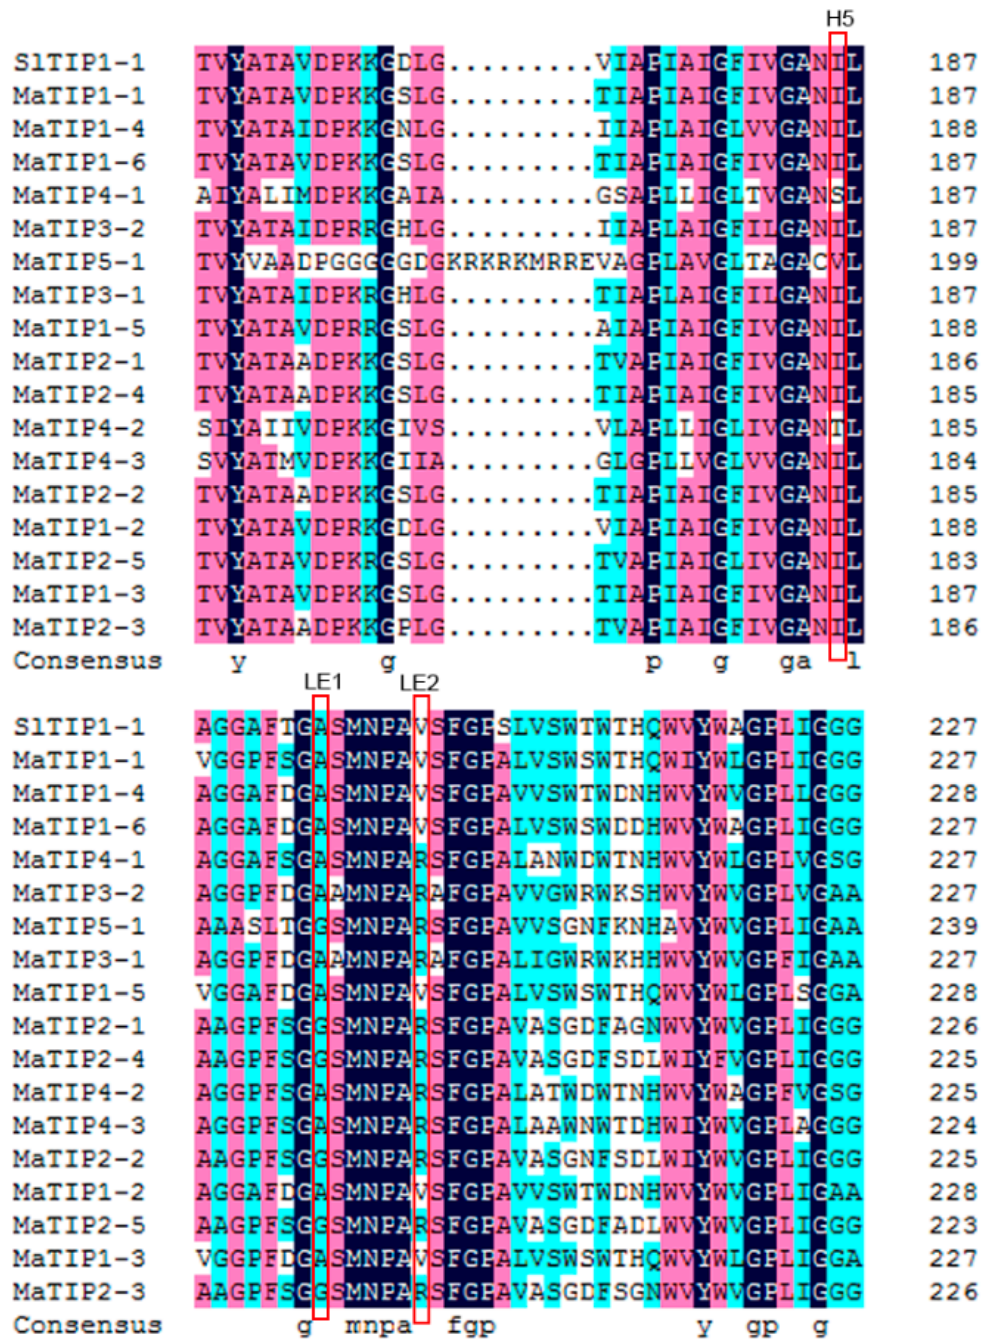 H5
SlTIP1-1 TVYATAVDPKKGDLG.........VIAPIAIGFIVGANIL 187
MaTIP1-1 TVYATAVDPKKGSLG.........TIAPIAIGFIVGANIL 187
MaTIP1-4 TVYATAIDPKKGNLG.........IIAPLAIGLVVGANIL 188
MaTIP1-6 TVYATAVDPKKGSLG.........TIAPIAIGFIVGANIL 187
MaTIP4-1 AIYALIMDPKKGAIA.........GSAPLLIGLTVGANSL 187
MaTIP3-2 TVYATAIDPRRGHLG.........IIAPLAIGFILGANIL 187
MaTIP5-1 TVYVAADPGGGGGDGKRKRKMRREVAGPLAVGLTAGACVL 199
MaTIP3-1 TVYATAIDPKRGHLG.........TIAPLAIGFILGANIL 187
MaTIP1-5 TVYATAVDPRRGSLG.........AIAPIAIGFIVGANIL 188
MaTIP2-1 TVYATAADPKKGSLG.........TVAPIAIGFIVGANIL 186
MaTIP2-4 TVYATAADPKKGSLG.........TIAPIAIGFIVGANIL 185
MaTIP4-2 SIYAIIVDPKKGIVS.........VLAPLLIGLIVGANTL 185
MaTIP4-3 SVYATMVDPKKGIIA.........GLGPLLVGLVVGANIL 184
MaTIP2-2 TVYATAADPKKGSLG.........TIAPIAIGFIVGANIL 185
MaTIP1-2 TVYATAVDPRKGDLG.........VIAPIAIGFIVGANIL 188
MaTIP2-5 TVYATAVDPKRGSLG.........TVAPIAIGLIVGANIL 183
MaTIP1-3 TVYATAVDPKKGSLG.........TIAPIAIGFIVGANIL 187
MaTIP2-3 TVYATAADPKKGPLG.........TVAPIAIGFIVGANIL 186
Consensus y g p g ga l
LE1 LE2
SlTIP1-1 AGGAFTGASMNPAVSFGPSLVSWTWTHQWVYWAGPLIGGG 227
MaTIP1-1 VGGPFSGASMNPAVSFGPALVSWSWTHQWIYWLGPLIGGG 227
MaTIP1-4 AGGAFDGASMNPAVSFGPAVVSWTWDNHWVYWVGPLLGGG 228
MaTIP1-6 AGGAFDGASMNPAVSFGPALVSWSWDDHWVYWAGPLIGGG 227
MaTIP4-1 AGGAFSGASMNPARSFGPALANWDWTNHWVYWLGPLVGSG 227
MaTIP3-2 AGGPFDGAAMNPARAFGPAVVGWRWKSHWVYWVGPLVGAA 227
MaTIP5-1 AAASLTGGSMNPARSFGPAVVSGNFKNHAVYWVGPLIGAA 239
MaTIP3-1 AGGPFDGAAMNPARAFGPALIGWRWKHHWVYWVGPFIGAA 227
MaTIP1-5 VGGAFDGASMNPAVSFGPALVSWSWTHQWVYWLGPLSGGA 228
MaTIP2-1 AAGPFSGGSMNPARSFGPAVASGDFAGNWVYWVGPLIGGG 226
MaTIP2-4 AAGPFSGGSMNPARSFGPAVASGDFSDLWIYFVGPLIGGG 225
MaTIP4-2 AGGPFSGASMNPARSFGPALATWDWTNHWVYWAGPFVGSG 225
MaTIP4-3 AGGPFSGASMNPARSFGPALAAWNWTDHWVYWVGPLAGGG 224
MaTIP2-2 AAGPFSGGSMNPARSFGPAVASGNFSDLWIYWVGPLIGGG 225
MaTIP1-2 AGGAFDGASMNPAVSFGPAVVSWTWDNHWVYWVGPLIGAA 228
MaTIP2-5 AAGPFSGGSMNPARSFGPAVASGDFADLWVYWVGPLIGGG 223
MaTIP1-3 VGGPFDGASMNPAVSFGPALVSWSWTHQWVYWLGPLIGGA 227
MaTIP2-3 AAGPFSGGSMNPARSFGPAVASGDFSGNWVYWVGPLIGGG 226
Consensus g mnpa fgp y gp g